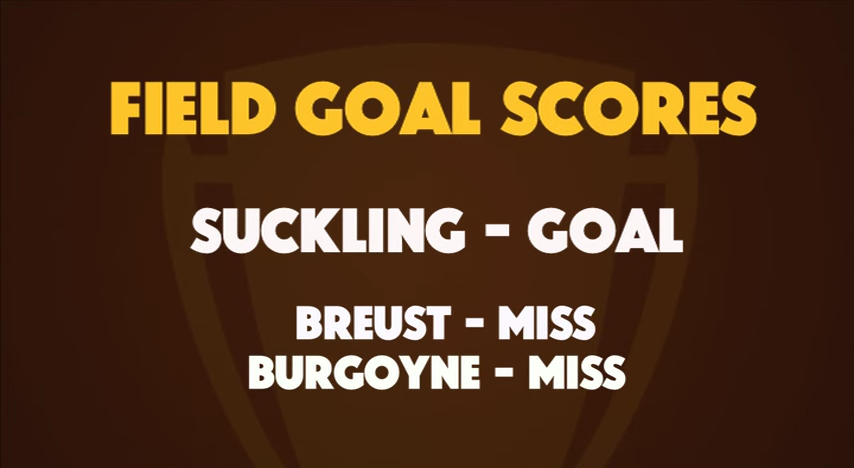 FIELD GOAL SCORES
SUCKLING - GOAL
BREUST - MISS
BURGOYNE - MISS